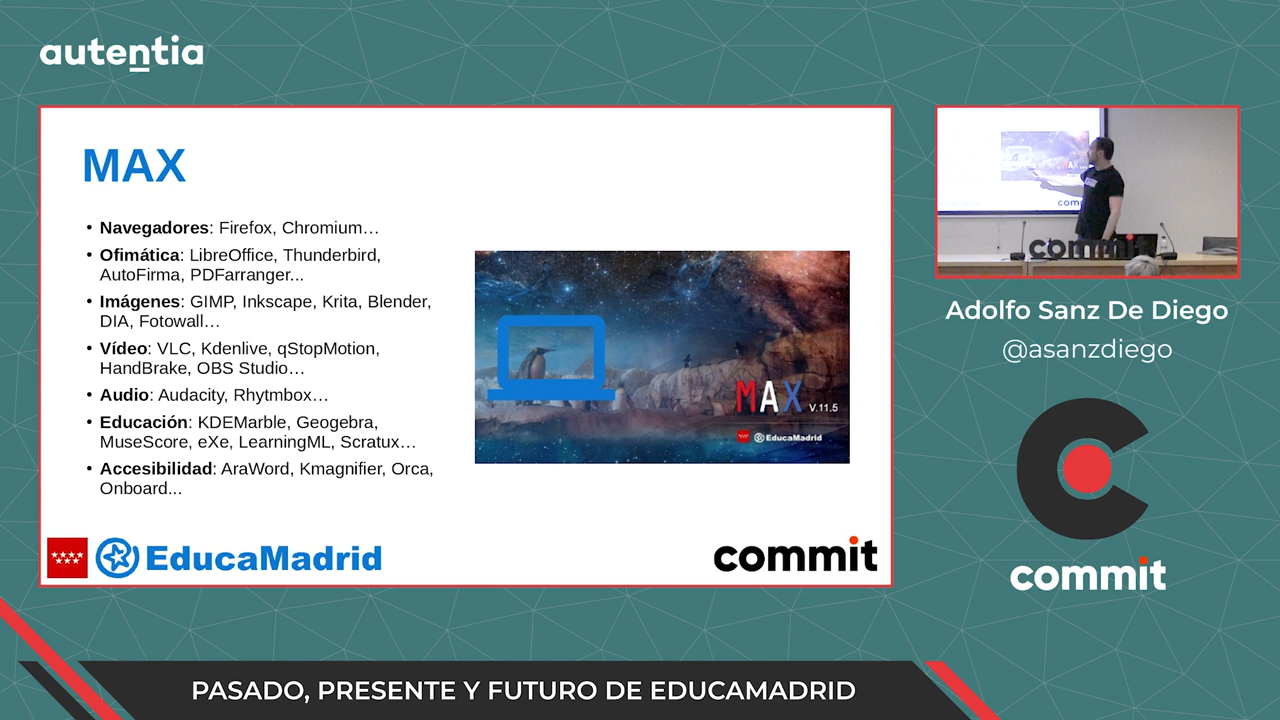 autentia
MAX
• Navegadores: Firefox, Chromium…
• Ofimática: LibreOffice, Thunderbird,
AutoFirma, PDFarranger...
• Imágenes: GIMP, Inkscape, Krita, Blender,
DIA, Fotowall…
• Vídeo: VLC, Kdenlive, qStopMotion,
HandBrake, OBS Studio…
• Audio: Audacity, Rhytmbox…
• Educación: KDEMarble, Geogebra,
MuseScore, eXe, LearningML, Scratux…
• Accesibilidad: AraWord, Kmagnifier, Orca,
Onboard...
MAX V.11.5
EducaMadrid
EducaMadrid
commit
com
commit
Adolfo Sanz De Diego
@asanzdiego
commit
PASADO, PRESENTE Y FUTURO DE EDUCAMADRID